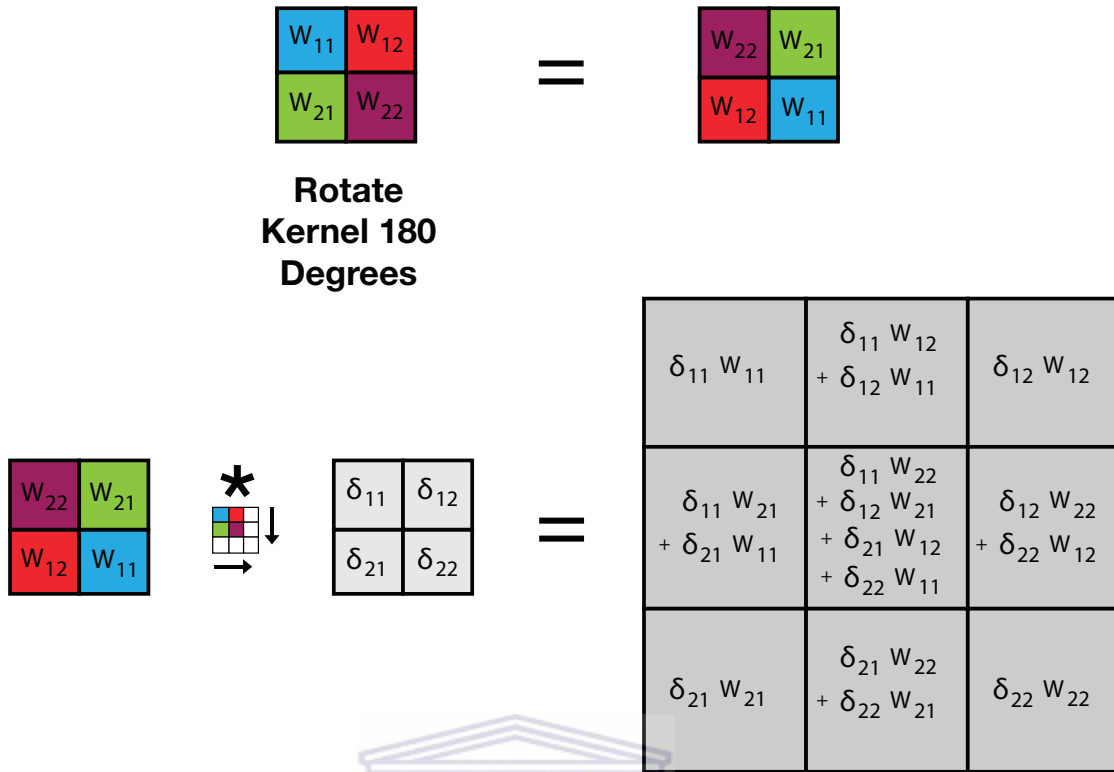 W₁₁ W₁₂ = W₂₂ W₂₁
W₂₁ W₂₂ W₁₂ W₁₁
Rotate
Kernel 180
Degrees
δ₁₁ W₁₁
δ₁₁ W₁₂
+ δ₁₂ W₁₁
δ₁₂ W₁₂
W₂₂ W₂₁
W₁₂ W₁₁
*
δ₁₁ δ₁₂
δ₂₁ δ₂₂
=
δ₁₁ W₂₁
+ δ₂₁ W₁₁
δ₁₁ W₂₂
+ δ₁₂ W₂₁
+ δ₂₁ W₁₂
+ δ₂₂ W₁₁
δ₁₂ W₂₂
+ δ₂₂ W₁₂
δ₂₁ W₂₁
δ₂₁ W₂₂
+ δ₂₂ W₂₁
δ₂₂ W₂₂